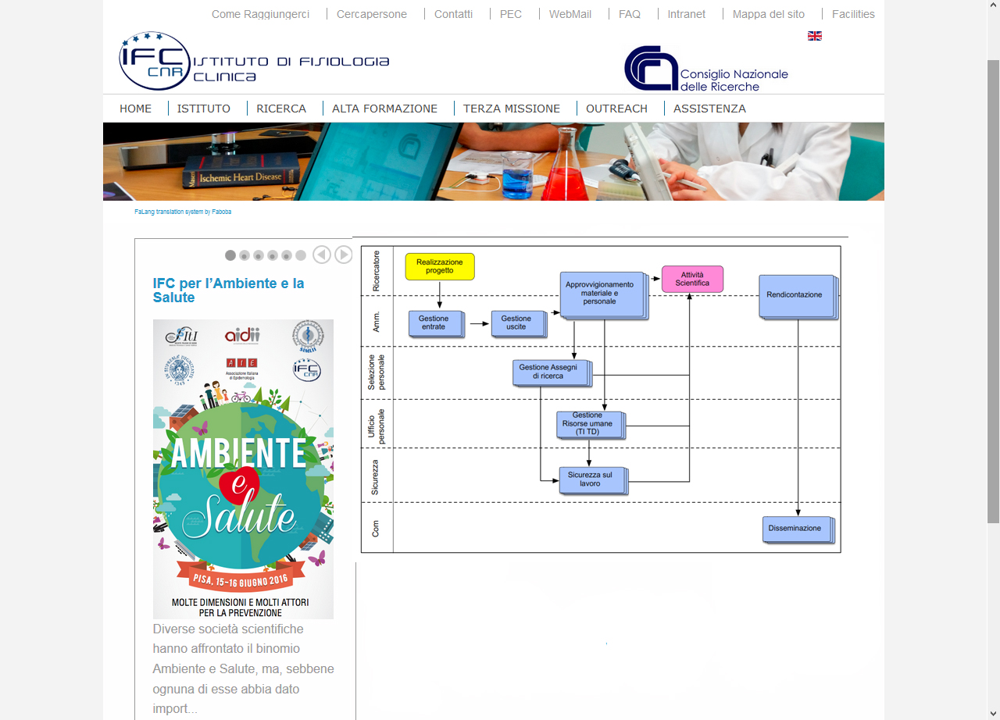 Come Raggiungerci
Cercapersone
Contatti
PEC
WebMail
FAQ
Intranet
Mappa del sito
Facilities
IFC
CNR
ISTITUTO DI FISIOLOGIA
CLINICA
Consiglio Nazionale
delle Ricerche
HOME
ISTITUTO
RICERCA
ALTA FORMAZIONE
TERZA MISSIONE
OUTREACH
ASSISTENZA
Ischemic Heart Disease
FaLang translation system by Faboba
IFC per l’Ambiente e la
Salute
aidii
SIMLII
AIE
Associazione Italiana
di Epidemologia
IFC
CNR
AMBIENTE
e
Salute
PISA, 15-16 GIUGNO 2016
MOLTE DIMENSIONI E MOLTI ATTORI
PER LA PREVENZIONE
Diverse società scientifiche
hanno affrontato il binomio
Ambiente e Salute, ma, sebbene
ognuna di esse abbia dato
import...
Ricercatore
Realizzazione
progetto
Approvvigionamento
materiale e
personale
Attività
Scientifica
Rendicontazione
Amm.
Gestione
entrate
Gestione
uscite
Selezione
personale
Gestione Assegni
di ricerca
Ufficio
personale
Gestione
Risorse umane
(TI TD)
Sicurezza
Sicurezza sul
lavoro
Com
Disseminazione